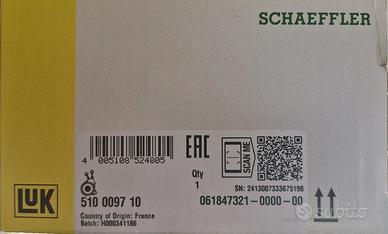 SCHAEFFLER
4 005108 524805
EAC
SCAN ME
Qty
1
SN: 2413007333675198
510 0097 10
061847321-0000-00
Country of Origin: France
Batch: H000341186
LUK
subito